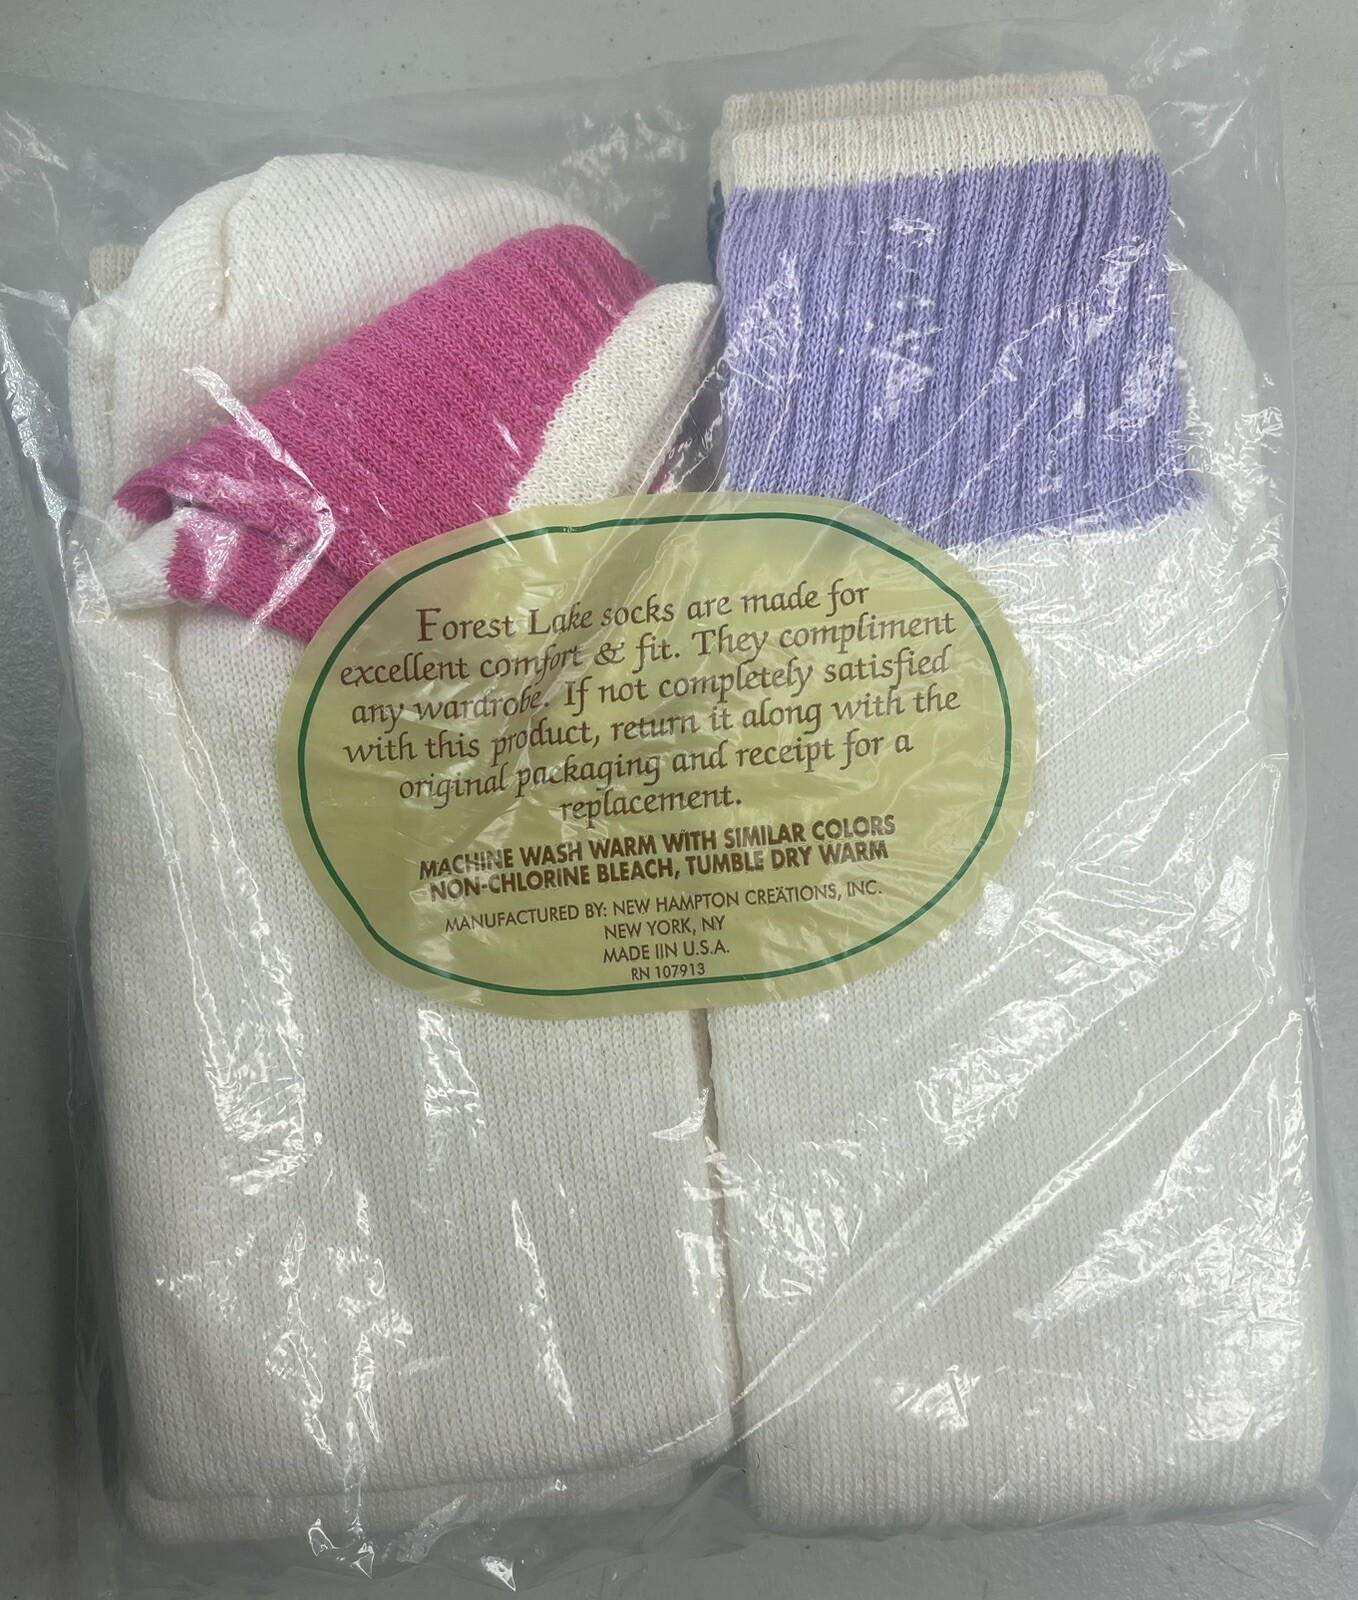 Forest Lake socks are made for
excellent comfort & fit. They compliment
any wardrobe. If not completely satisfied
with this product, return it along with the
original packaging and receipt for a
replacement.
MACHINE WASH WARM WITH SIMILAR COLORS
NON-CHLORINE BLEACH, TUMBLE DRY WARM
MANUFACTURED BY: NEW HAMPTON CREATIONS, INC.
NEW YORK, NY
MADE IIN U.S.A.
RN 107913